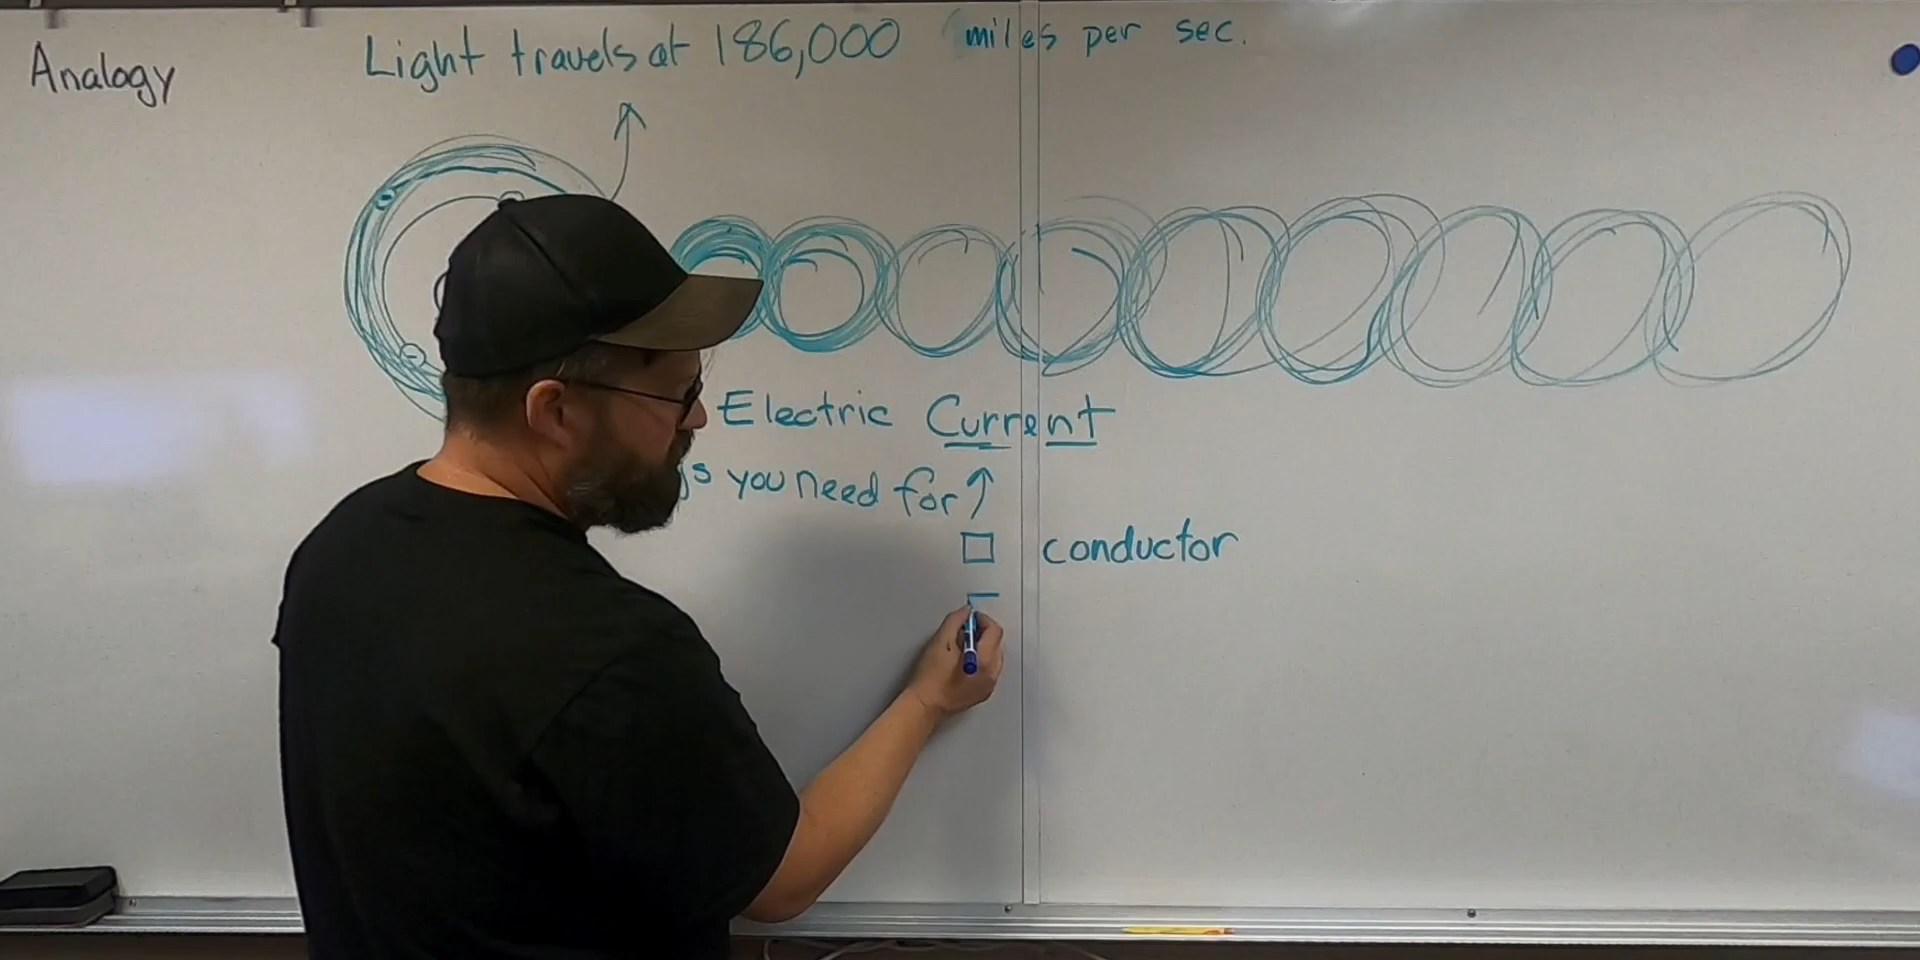 Analogy
Light travels at 186,000 miles per sec.
Electric Current
you need for
conductor